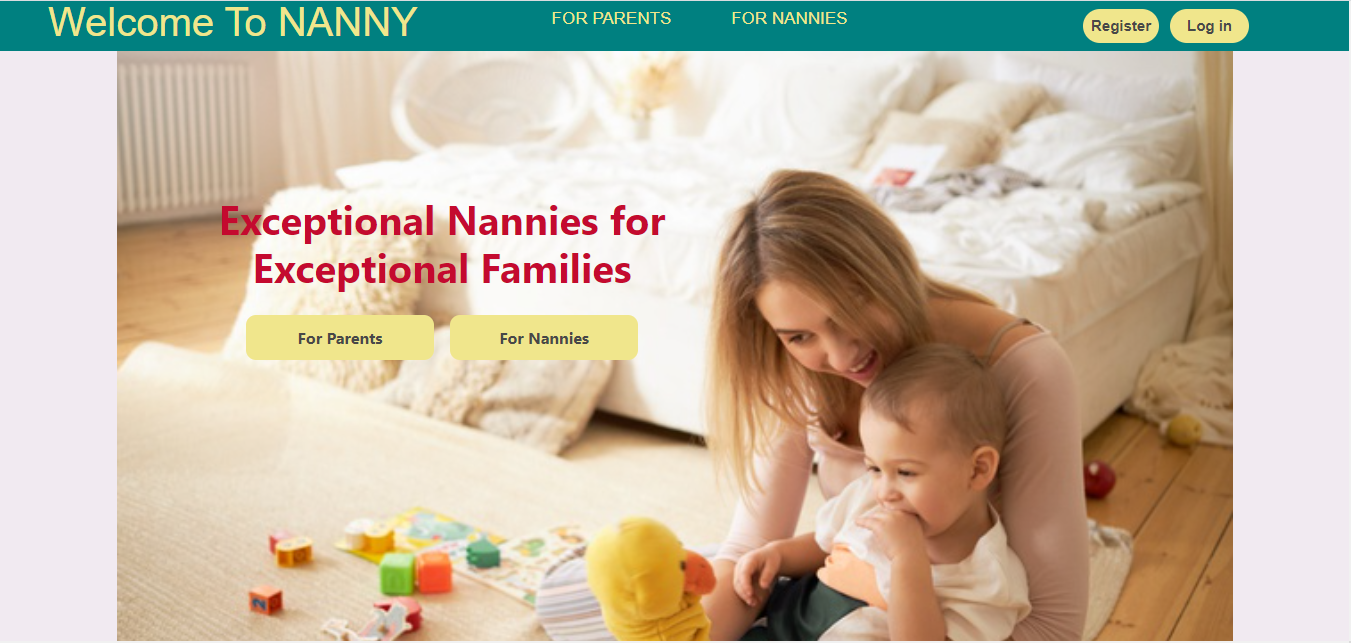 Welcome To NANNY
FOR PARENTS
FOR NANNIES
Register
Log in
Exceptional Nannies for
Exceptional Families
For Parents
For Nannies